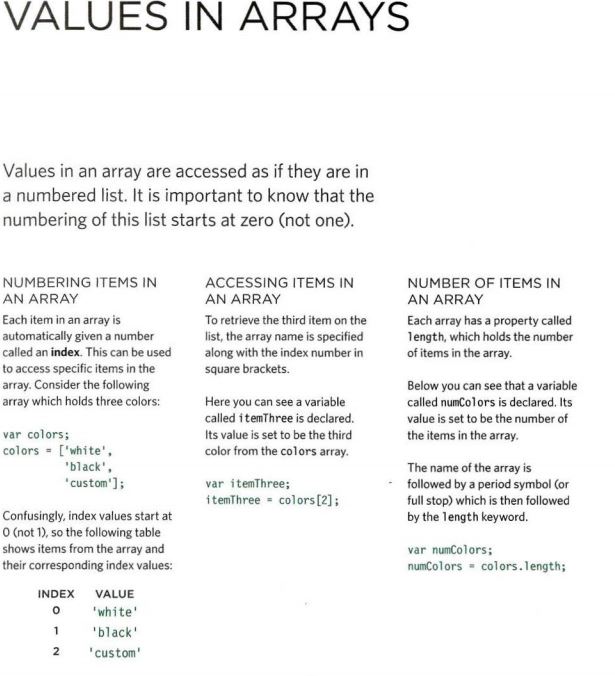 VALUES IN ARRAYS
Values in an array are accessed as if they are in
a numbered list. It is important to know that the
numbering of this list starts at zero (not one).
NUMBERING ITEMS IN
AN ARRAY
Each item in an array is
automatically given a number
called an index. This can be used
to access specific items in the
array. Consider the following
array which holds three colors:
var colors;
colors = ['white',
'black',
'custom'];
Confusingly, index values start at
0 (not 1), so the following table
shows items from the array and
their corresponding index values:
INDEX VALUE
0 'white'
1 'black'
2 'custom'
ACCESSING ITEMS IN
AN ARRAY
To retrieve the third item on the
list, the array name is specified
along with the index number in
square brackets.
Here you can see a variable
called itemThree is declared.
Its value is set to be the third
color from the colors array.
var itemThree;
itemThree = colors[2];
NUMBER OF ITEMS IN
AN ARRAY
Each array has a property called
length, which holds the number
of items in the array.
Below you can see that a variable
called numColors is declared. Its
value is set to be the number of
the items in the array.
The name of the array is
followed by a period symbol (or
full stop) which is then followed
by the length keyword.
var numColors;
numColors = colors.length;